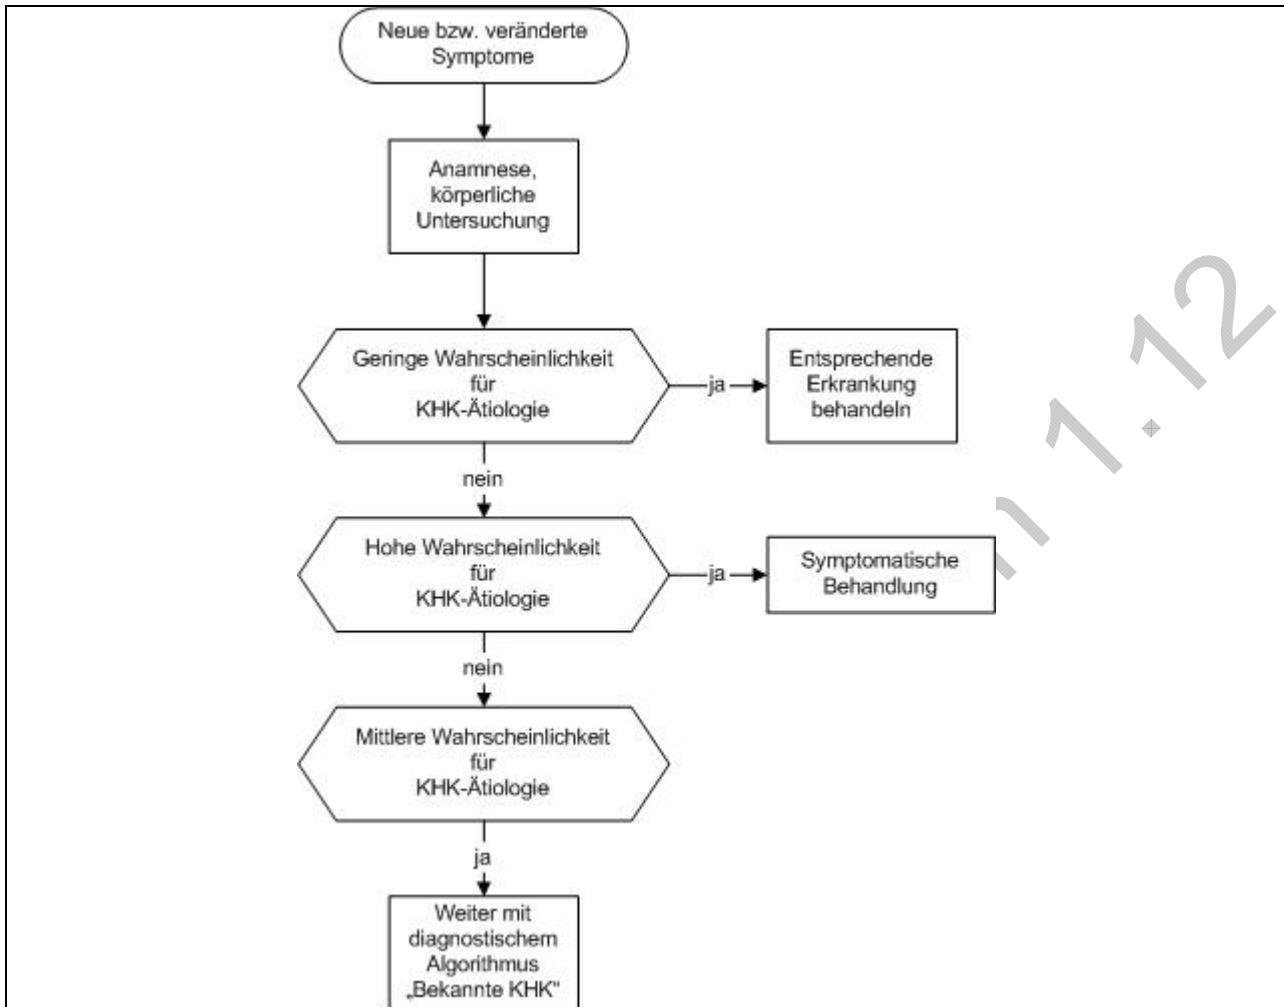 Neue bzw. veränderte
Symptome
Anamnese,
körperliche
Untersuchung
Geringe Wahrscheinlichkeit
für
KHK-Ätiologie
ja
Entsprechende
Erkrankung
behandeln
nein
Hohe Wahrscheinlichkeit
für
KHK-Ätiologie
ja
Symptomatische
Behandlung
nein
Mittlere Wahrscheinlichkeit
für
KHK-Ätiologie
ja
Weiter mit
diagnostischem
Algorithmus
„Bekannte KHK"
1.12